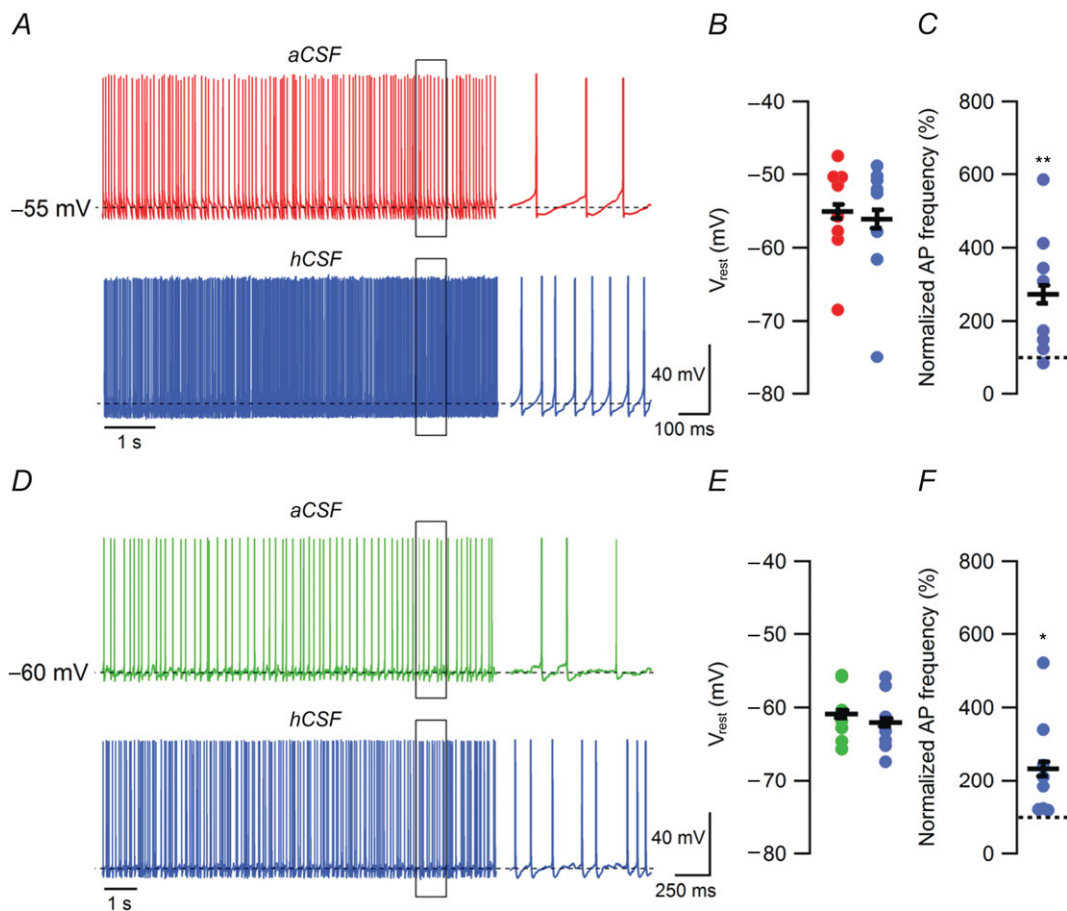 A
aCSF
–55 mV
hCSF
1 s
40 mV
100 ms
B
Vrest (mV)
–40
–50
–60
–70
–80
C
Normalized AP frequency (%)
800
600
400
200
0
**
D
aCSF
–60 mV
hCSF
1 s
40 mV
250 ms
E
Vrest (mV)
–40
–50
–60
–70
–80
F
Normalized AP frequency (%)
800
600
400
200
0
*